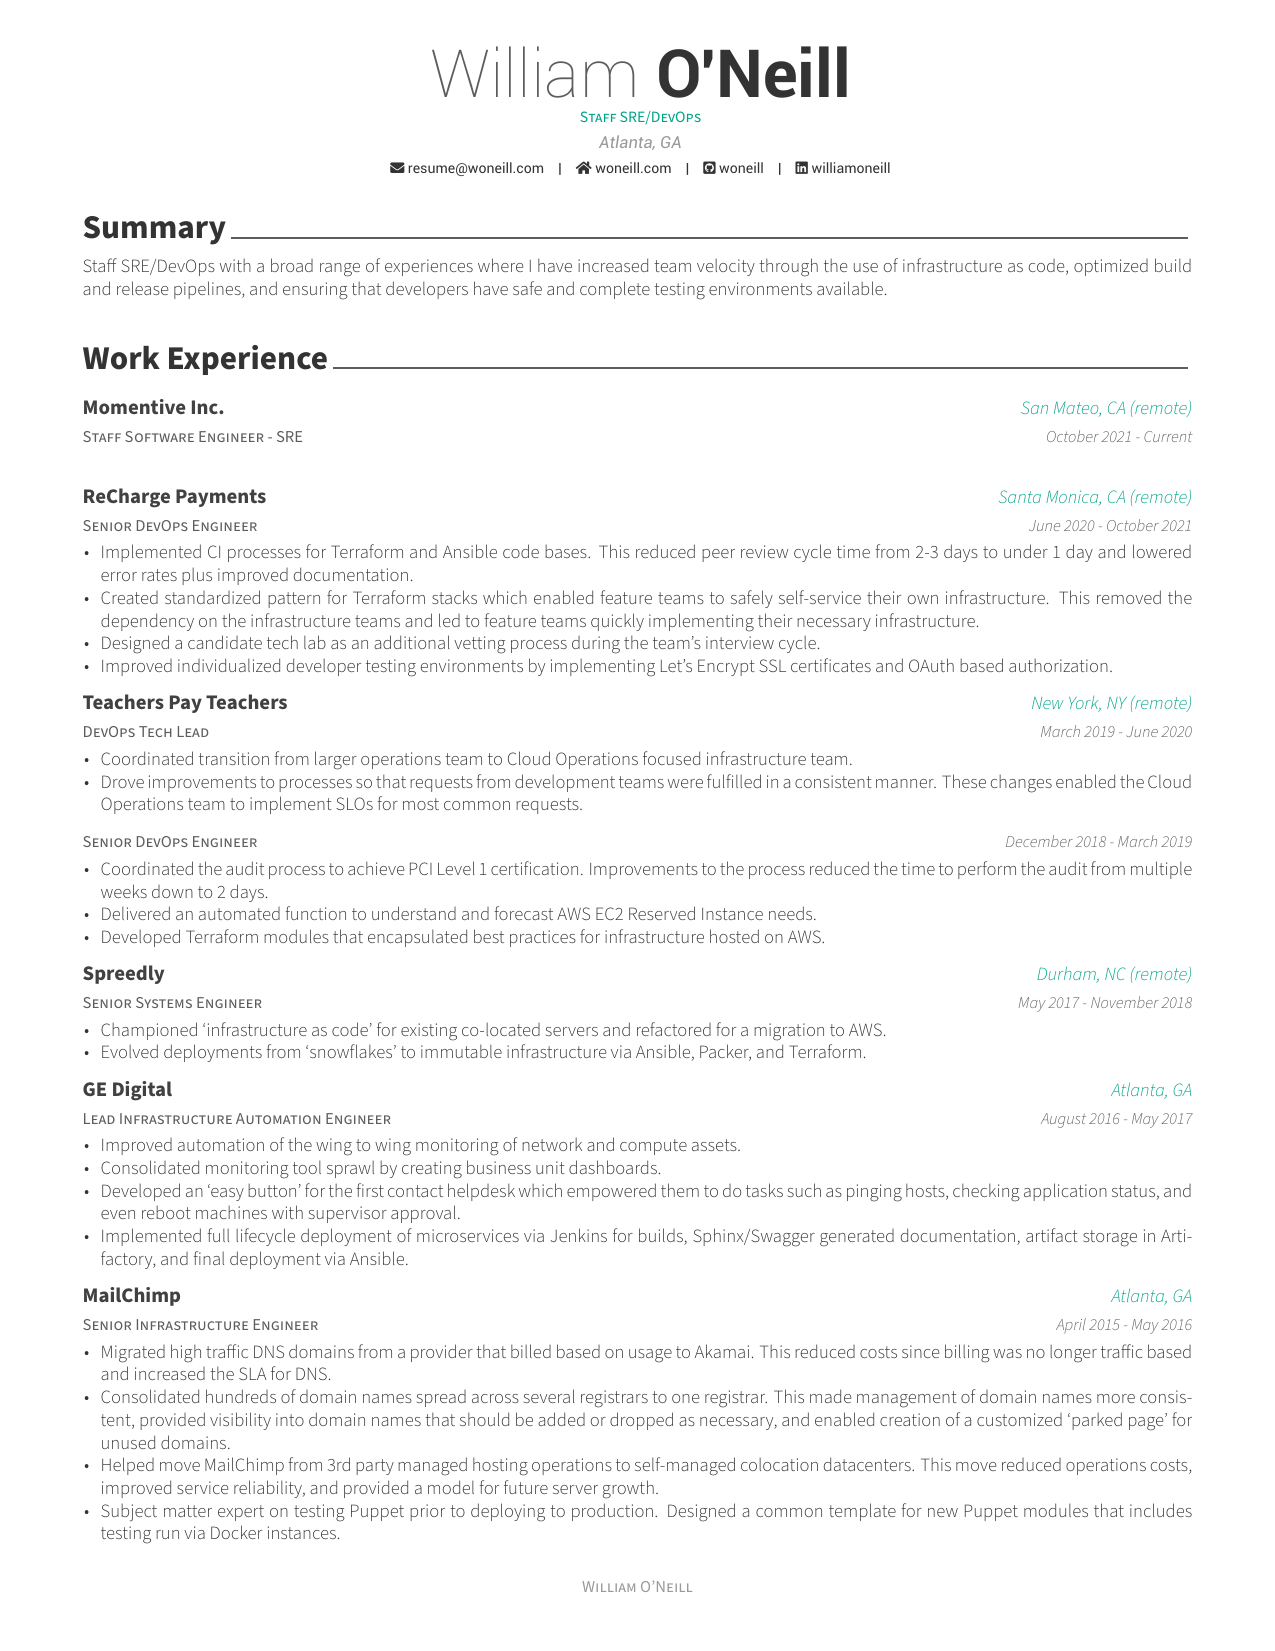 William O'Neill
Staff SRE/DevOps
Atlanta, GA
resume@woneill.com | woneill.com | woneill | williamoneill
Summary
Staff SRE/DevOps with a broad range of experiences where I have increased team velocity through the use of infrastructure as code, optimized build
and release pipelines, and ensuring that developers have safe and complete testing environments available.
Work Experience
Momentive Inc. San Mateo, CA (remote)
Staff Software Engineer - SRE October 2021 - Current
ReCharge Payments Santa Monica, CA (remote)
Senior DevOps Engineer June 2020 - October 2021
• Implemented CI processes for Terraform and Ansible code bases. This reduced peer review cycle time from 2-3 days to under 1 day and lowered
error rates plus improved documentation.
• Created standardized pattern for Terraform stacks which enabled feature teams to safely self-service their own infrastructure. This removed the
dependency on the infrastructure teams and led to feature teams quickly implementing their necessary infrastructure.
• Designed a candidate tech lab as an additional vetting process during the team’s interview cycle.
• Improved individualized developer testing environments by implementing Let’s Encrypt SSL certificates and OAuth based authorization.
Teachers Pay Teachers New York, NY (remote)
DevOps Tech Lead March 2019 - June 2020
• Coordinated transition from larger operations team to Cloud Operations focused infrastructure team.
• Drove improvements to processes so that requests from development teams were fulfilled in a consistent manner. These changes enabled the Cloud
Operations team to implement SLOs for most common requests.
Senior DevOps Engineer December 2018 - March 2019
• Coordinated the audit process to achieve PCI Level 1 certification. Improvements to the process reduced the time to perform the audit from multiple
weeks down to 2 days.
• Delivered an automated function to understand and forecast AWS EC2 Reserved Instance needs.
• Developed Terraform modules that encapsulated best practices for infrastructure hosted on AWS.
Spreedly Durham, NC (remote)
Senior Systems Engineer May 2017 - November 2018
• Championed ‘infrastructure as code’ for existing co-located servers and refactored for a migration to AWS.
• Evolved deployments from ‘snowflakes’ to immutable infrastructure via Ansible, Packer, and Terraform.
GE Digital Atlanta, GA
Lead Infrastructure Automation Engineer August 2016 - May 2017
• Improved automation of the wing to wing monitoring of network and compute assets.
• Consolidated monitoring tool sprawl by creating business unit dashboards.
• Developed an ‘easy button’ for the first contact helpdesk which empowered them to do tasks such as pinging hosts, checking application status, and
even reboot machines with supervisor approval.
• Implemented full lifecycle deployment of microservices via Jenkins for builds, Sphinx/Swagger generated documentation, artifact storage in Arti-
factory, and final deployment via Ansible.
MailChimp Atlanta, GA
Senior Infrastructure Engineer April 2015 - May 2016
• Migrated high traffic DNS domains from a provider that billed based on usage to Akamai. This reduced costs since billing was no longer traffic based
and increased the SLA for DNS.
• Consolidated hundreds of domain names spread across several registrars to one registrar. This made management of domain names more consis-
tent, provided visibility into domain names that should be added or dropped as necessary, and enabled creation of a customized ‘parked page’ for
unused domains.
• Helped move MailChimp from 3rd party managed hosting operations to self-managed colocation datacenters. This move reduced operations costs,
improved service reliability, and provided a model for future server growth.
• Subject matter expert on testing Puppet prior to deploying to production. Designed a common template for new Puppet modules that includes
testing run via Docker instances.
William O’Neill